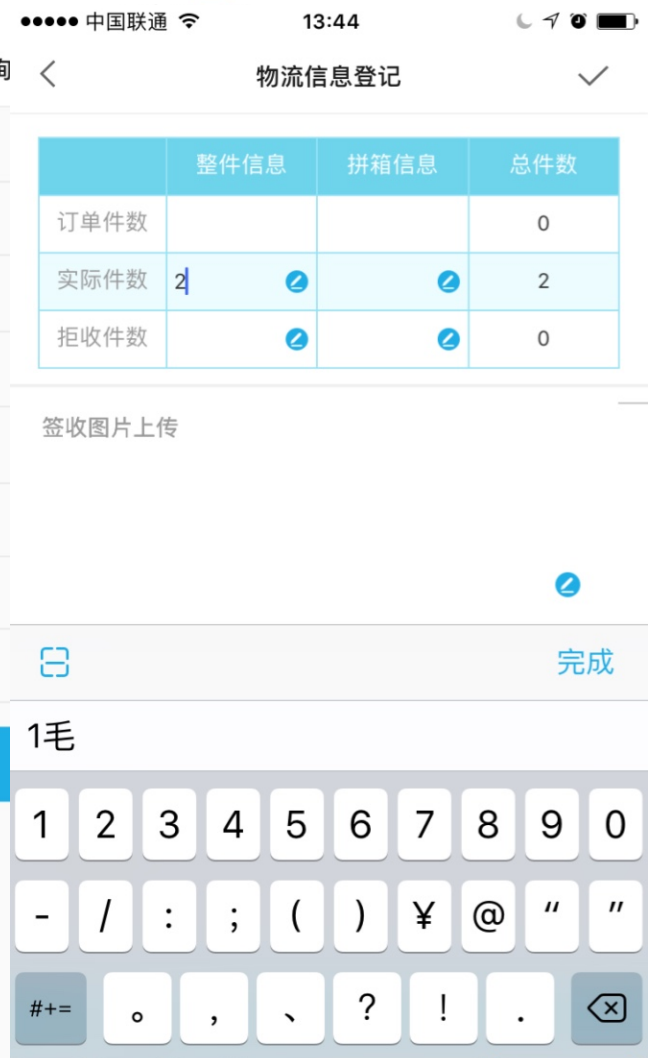 中国联通 13:44
询
物流信息登记
整件信息 拼箱信息 总件数
订单件数 0
实际件数 2 2
拒收件数 0
签收图片上传
完成
1毛
1 2 3 4 5 6 7 8 9 0
- / : ; ( ) ¥ @ “ ”
#+= 。 , 、 ? ! .